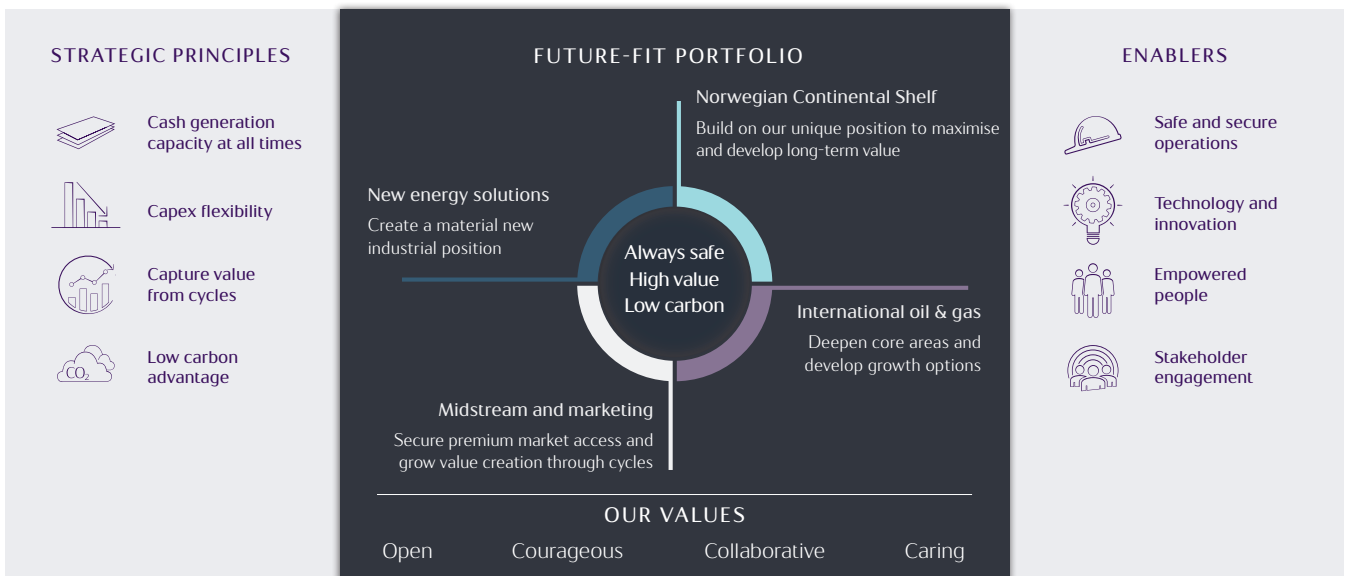 STRATEGIC PRINCIPLES
Cash generation
capacity at all times
Capex flexibility
Capture value
from cycles
CO2
Low carbon
advantage
FUTURE-FIT PORTFOLIO
Norwegian Continental Shelf
Build on our unique position to maximise
and develop long-term value
New energy solutions
Create a material new
industrial position
Always safe
High value
Low carbon
International oil & gas
Deepen core areas and
develop growth options
Midstream and marketing
Secure premium market access and
grow value creation through cycles
OUR VALUES
Open Courageous Collaborative Caring
ENABLERS
Safe and secure
operations
Technology and
innovation
Empowered
people
Stakeholder
engagement